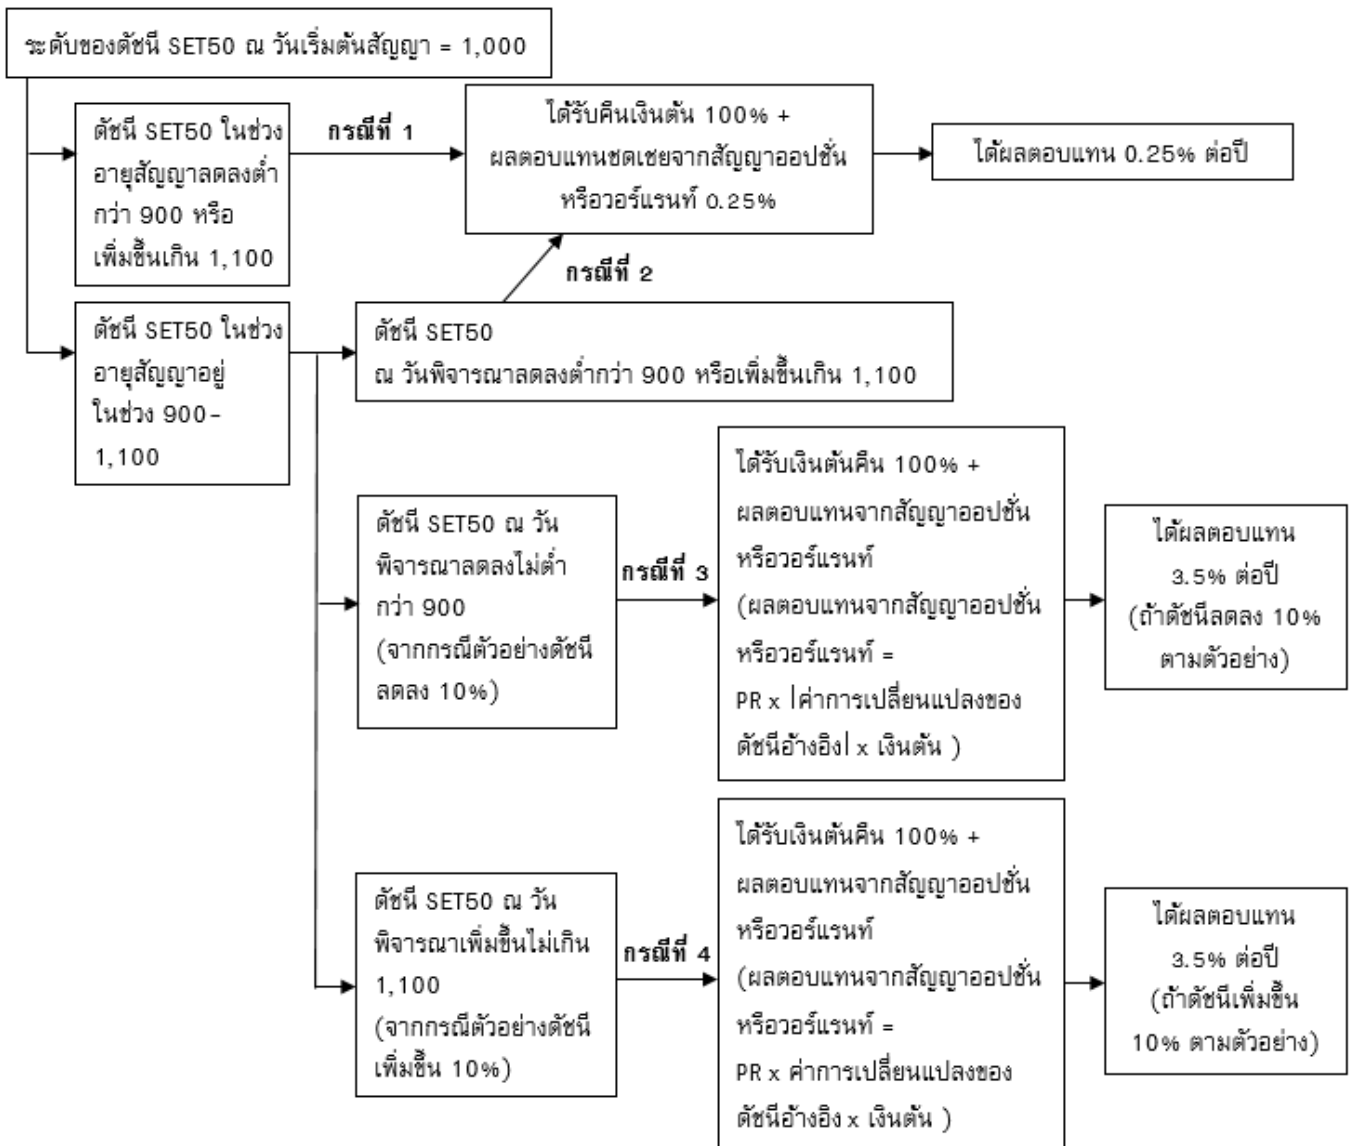 ระดับของดัชนี SET50 ณ วันเริ่มต้นสัญญา = 1,000
ดัชนี SET50 ในช่วง
อายุสัญญาลดลงต่ำ
กว่า 900 หรือ
เพิ่มขึ้นเกิน 1,100
กรณีที่ 1
ได้รับคืนเงินต้น 100% +
ผลตอบแทนชดเชยจากสัญญาออปชั่น
หรือวอร์แรนท์ 0.25%
ได้ผลตอบแทน 0.25% ต่อปี
กรณีที่ 2
ดัชนี SET50 ในช่วง
อายุสัญญาอยู่
ในช่วง 900-
1,100
ดัชนี SET50
ณ วันพิจารณาลดลงต่ำกว่า 900 หรือเพิ่มขึ้นเกิน 1,100
ดัชนี SET50 ณ วัน
พิจารณาลดลงไม่ต่ำ
กว่า 900
(จากกรณีตัวอย่างดัชนี
ลดลง 10%)
กรณีที่ 3
ได้รับเงินต้นคืน 100% +
ผลตอบแทนจากสัญญาออปชั่น
หรือวอร์แรนท์
(ผลตอบแทนจากสัญญาออปชั่น
หรือวอร์แรนท์ =
PR x |ค่าการเปลี่ยนแปลงของ
ดัชนีอ้างอิง| x เงินต้น )
ได้ผลตอบแทน
3.5% ต่อปี
(ถ้าดัชนีลดลง 10%
ตามตัวอย่าง)
ดัชนี SET50 ณ วัน
พิจารณาเพิ่มขึ้นไม่เกิน
1,100
(จากกรณีตัวอย่างดัชนี
เพิ่มขึ้น 10%)
กรณีที่ 4
ได้รับเงินต้นคืน 100% +
ผลตอบแทนจากสัญญาออปชั่น
หรือวอร์แรนท์
(ผลตอบแทนจากสัญญาออปชั่น
หรือวอร์แรนท์ =
PR x ค่าการเปลี่ยนแปลงของ
ดัชนีอ้างอิง x เงินต้น )
ได้ผลตอบแทน
3.5% ต่อปี
(ถ้าดัชนีเพิ่มขึ้น
10% ตามตัวอย่าง)